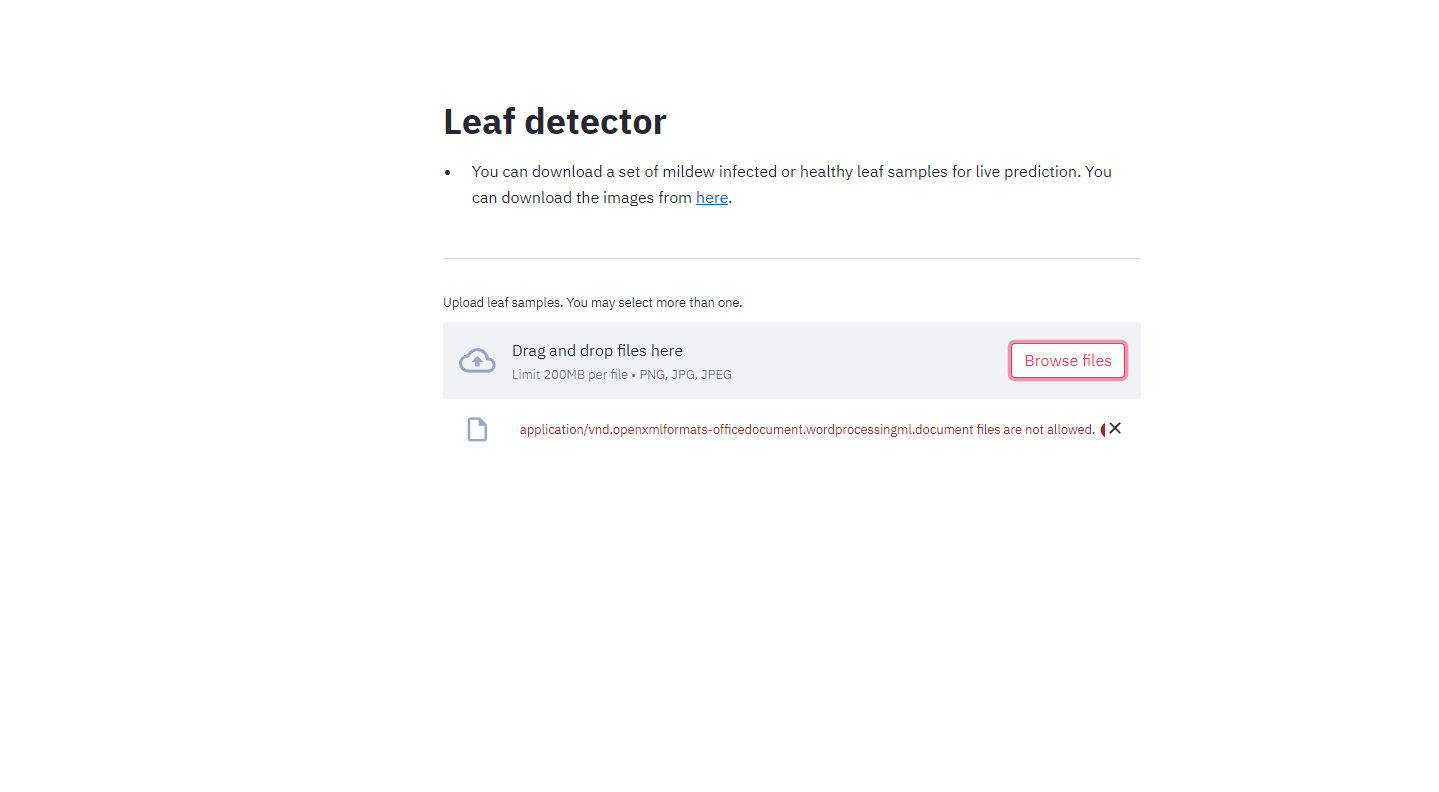 Leaf detector
• You can download a set of mildew infected or healthy leaf samples for live prediction. You
can download the images from here.
Upload leaf samples. You may select more than one.
Drag and drop files here
Limit 200MB per file • PNG, JPG, JPEG
Browse files
application/vnd.openxmlformats-officedocument.wordprocessingml.document files are not allowed.